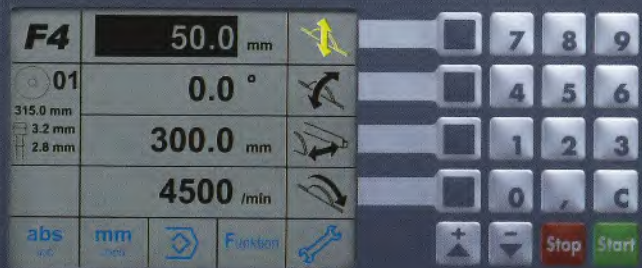 F4 50.0 mm
7 8 9
01 0.0 °
315.0 mm
4 5 6
3.2 mm
2.8 mm
300.0 mm
1 2 3
4500 /min
0 , C
abs mm Funktion
+ - Stop Start